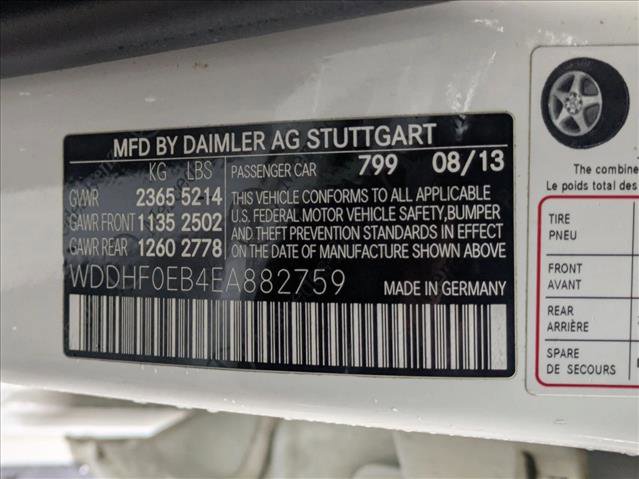 MFD BY DAIMLER AG STUTTGART
KG LBS
GVWR 2365 5214
GAWR FRONT 1135 2502
GAWR REAR 1260 2778
PASSENGER CAR 799 08/13
THIS VEHICLE CONFORMS TO ALL APPLICABLE
U.S. FEDERAL MOTOR VEHICLE SAFETY, BUMPER
AND THEFT PREVENTION STANDARDS IN EFFECT
ON THE DATE OF MANUFACTURE SHOWN ABOVE
WDDHF0EB4EA882759
MADE IN GERMANY
The combine
Le poids total des
TIRE
PNEU
FRONT
AVANT
REAR
ARRIÈRE
SPARE
DE SECOURS